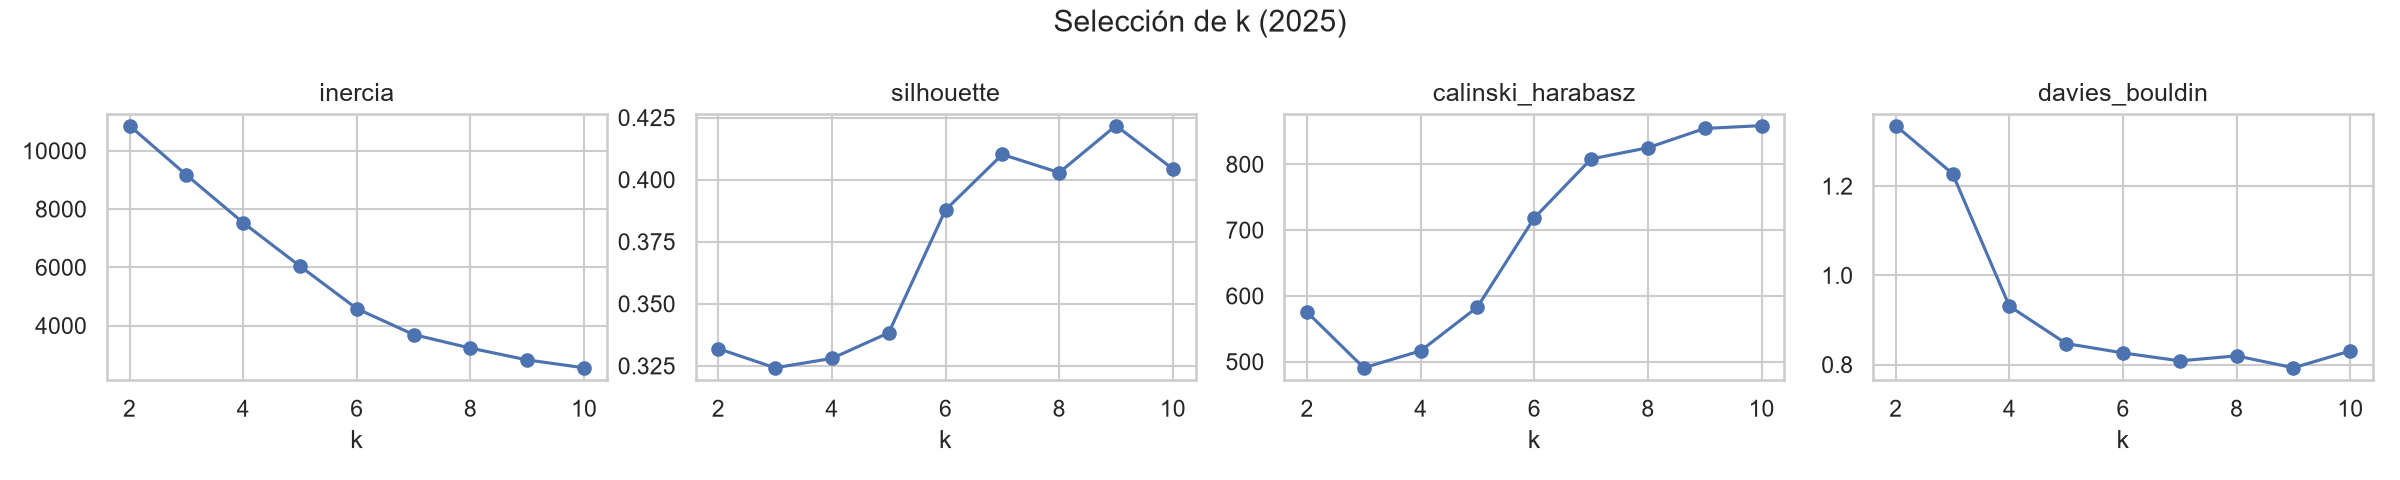 Selección de k (2025)
inercia
10000
8000
6000
4000
2 4 6 8 10
k
silhouette
0.425
0.400
0.375
0.350
0.325
2 4 6 8 10
k
calinski_harabasz
800
700
600
500
2 4 6 8 10
k
davies_bouldin
1.2
1.0
0.8
2 4 6 8 10
k